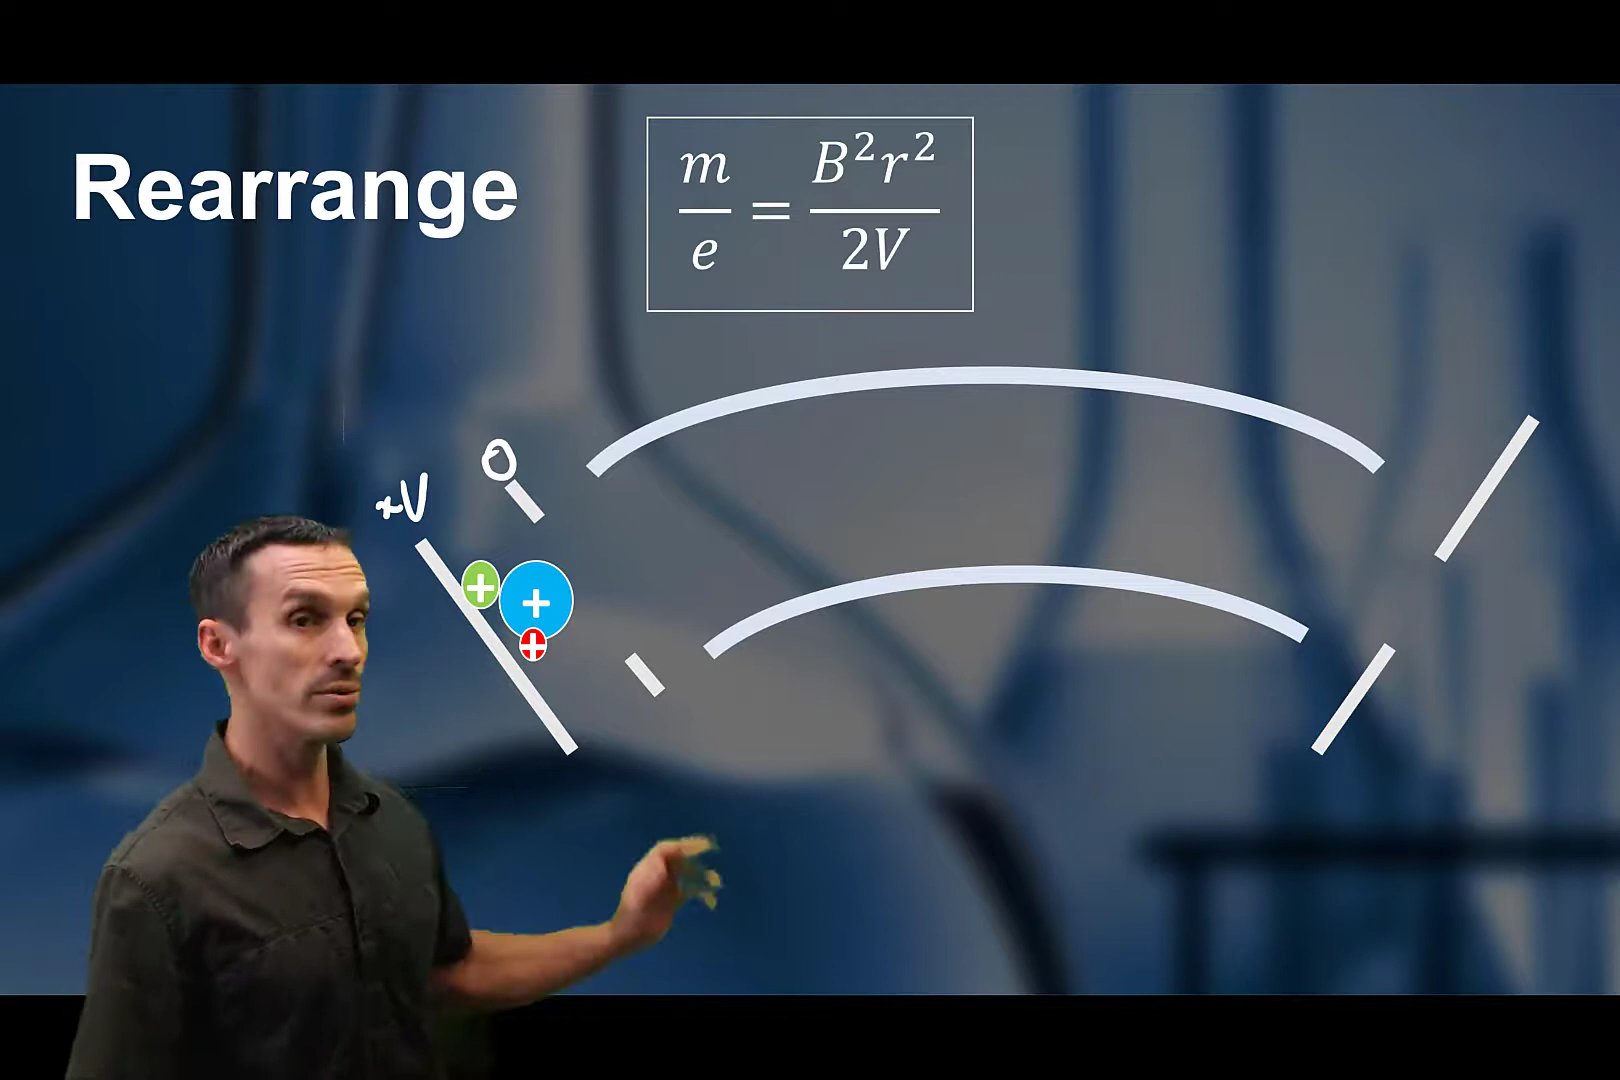 Rearrange
m/e = B²r²/2V
0
+V
+
+
+